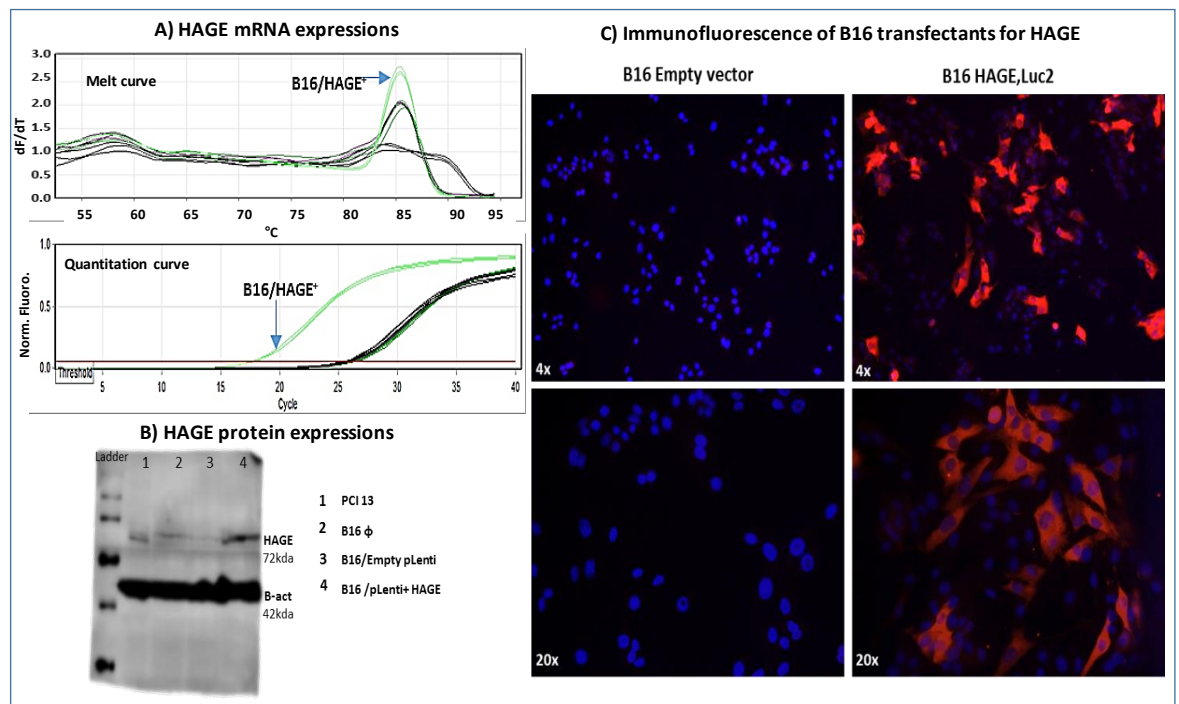 A) HAGE mRNA expressions
3.0
2.5
2.0
1.5
1.0
0.5
0.0
dF/dT
Melt curve
B16/HAGE+
55 60 65 70 75 80 85 90 95
°C
1.0
0.5
0.0
Norm. Fluoro.
Quantitation curve
B16/HAGE+
Threshold
5 10 15 20 25 30 35 40
Cycle
B) HAGE protein expressions
Ladder 1 2 3 4
HAGE
72kda
B-act
42kda
1 PCI 13
2 B16 ϕ
3 B16/Empty pLenti
4 B16 /pLenti+ HAGE
C) Immunofluorescence of B16 transfectants for HAGE
B16 Empty vector
B16 HAGE,Luc2
4x
4x
20x
20x